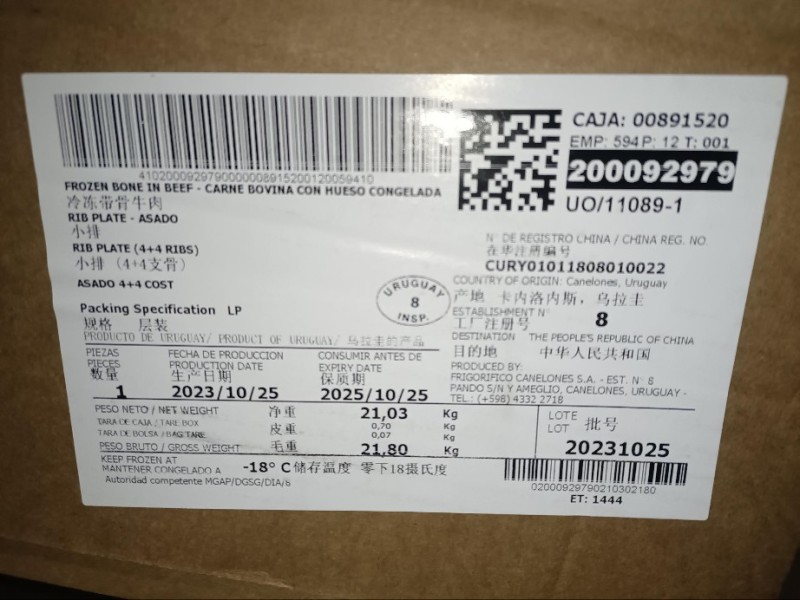 CAJA: 00891520
EMP: 594 P: 12 T: 001
200092979
UO/11089-1
FROZEN BONE IN BEEF - CARNE BOVINA CON HUESO CONGELADA
冷冻带骨牛肉
RIB PLATE - ASADO
小排
RIB PLATE (4+4 RIBS)
小排 (4+4支骨)
ASADO 4+4 COST
Nº DE REGISTRO CHINA / CHINA REG. NO
在华注册编号
CURY01011808010022
COUNTRY OF ORIGIN: Canelones, Uruguay
产地 卡内洛内斯，乌拉圭
URUGUAY
8
INSP.
ESTABLISHMENT Nº
工厂注册号 8
Packing Specification LP
规格 层装
PRODUCTO DE URUGUAY/ PRODUCT OF URUGUAY/ 乌拉圭的产品
DESTINATION THE PEOPLE'S REPUBLIC OF CHINA
目的地 中华人民共和国
PIEZAS
PIECES
数量
1
FECHA DE PRODUCCION
PRODUCTION DATE
生产日期
2023/10/25
CONSUMIR ANTES DE
EXPIRY DATE
保质期
2025/10/25
PRODUCED BY:
FRIGORIFICO CANELONES S.A. - EST. Nº 8
PANDO S/N Y AMEGLIO, CANELONES, URUGUAY -
TEL.: (+598) 4332 2718
PESO NETO / NET WEIGHT 净重 21,03 Kg
TARA DE CAJA / TARE BOX 皮重 0,70 Kg
TARA DE BOLSA / BAG TARE 0,07 Kg
PESO BRUTO / GROSS WEIGHT 毛重 21,80 Kg
LOTE
LOT 批号
20231025
KEEP FROZEN AT
MANTENER CONGELADO A -18° C 储存温度 零下18摄氏度
Autoridad competente MGAP/DGSG/DIA/b
02000929790210302180
ET: 1444